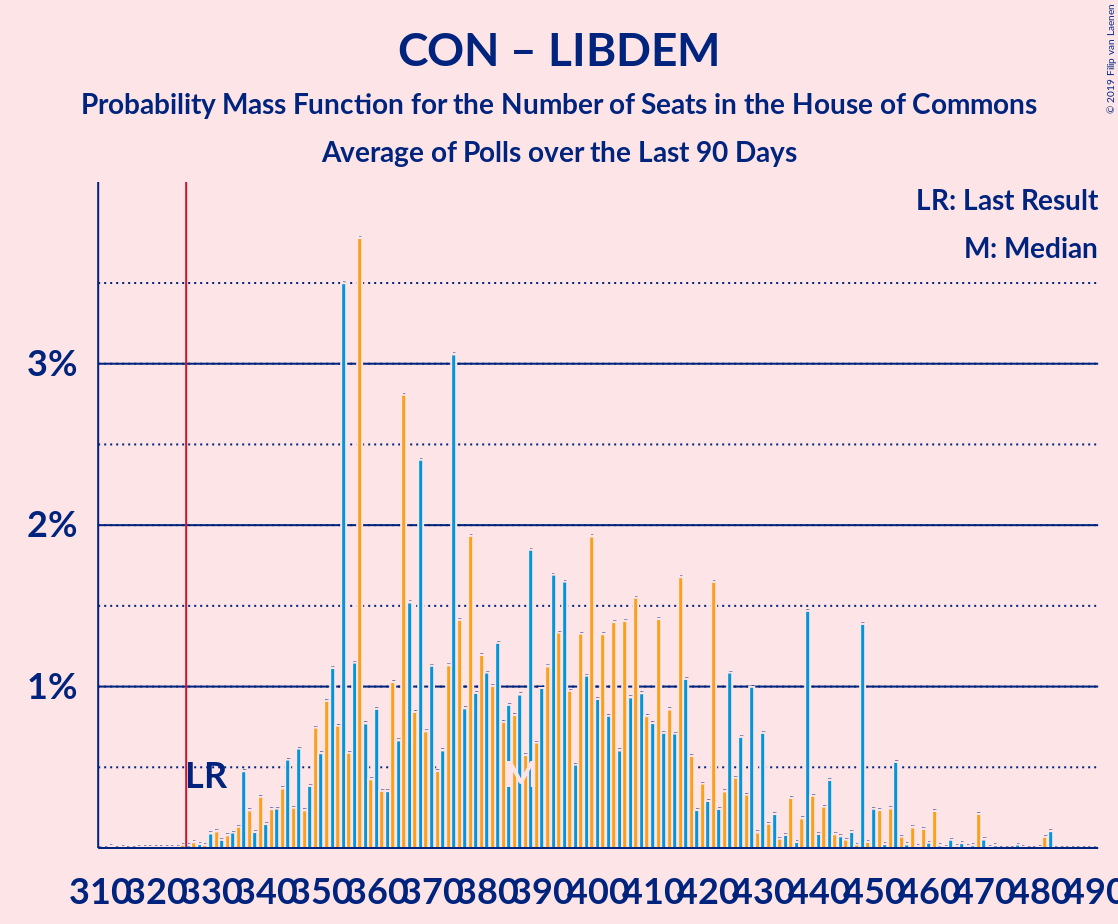 CON – LIBDEM
Probability Mass Function for the Number of Seats in the House of Commons
Average of Polls over the Last 90 Days
© 2019 Filip van Laenen
LR: Last Result
M: Median
3%
2%
1%
LR
M
310 320 330 340 350 360 370 380 390 400 410 420 430 440 450 460 470 480 490